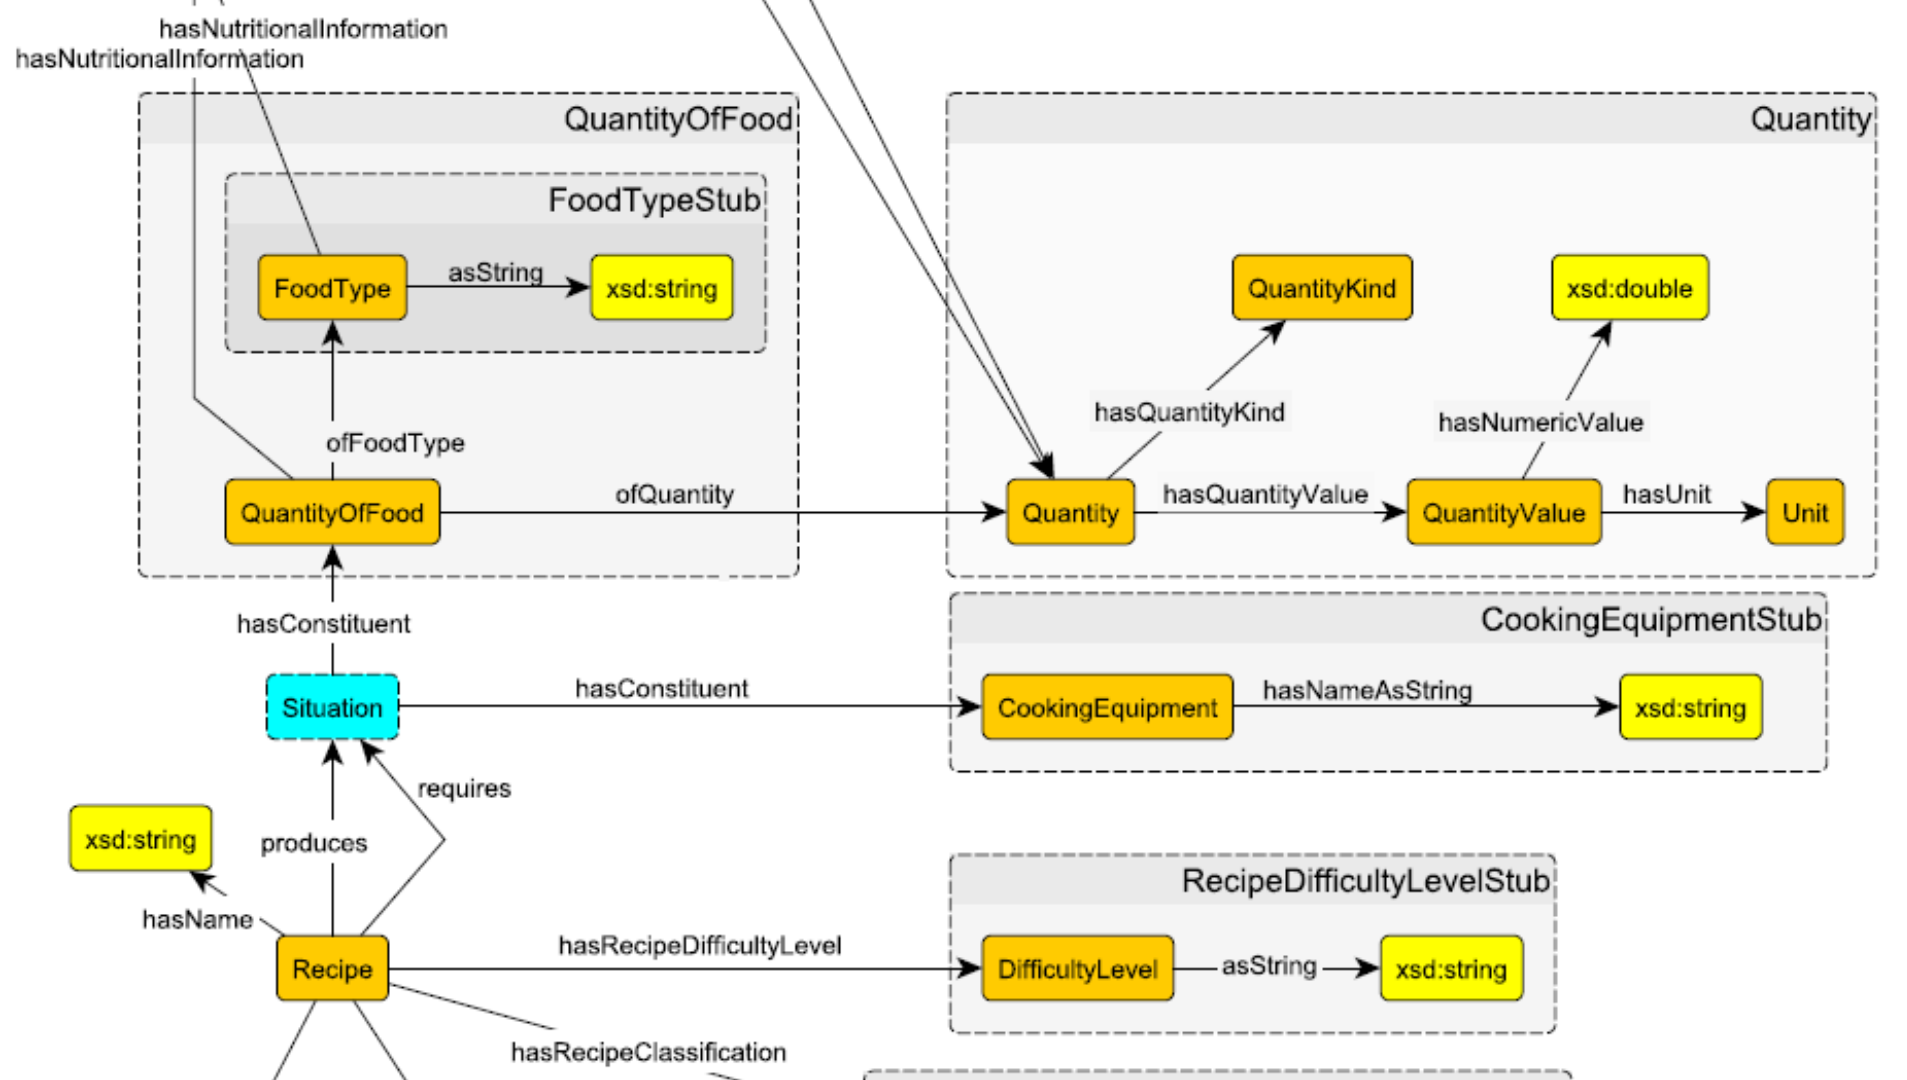 hasNutritionalInformation
hasNutritionalInformation
QuantityOfFood
Quantity
FoodTypeStub
FoodType
asString
xsd:string
QuantityKind
xsd:double
hasQuantityKind
hasNumericValue
ofFoodType
QuantityOfFood
ofQuantity
Quantity
hasQuantityValue
QuantityValue
hasUnit
Unit
hasConstituent
CookingEquipmentStub
Situation
hasConstituent
CookingEquipment
hasNameAsString
xsd:string
requires
xsd:string
produces
RecipeDifficultyLevelStub
hasName
Recipe
hasRecipeDifficultyLevel
DifficultyLevel
asString
xsd:string
hasRecipeClassification